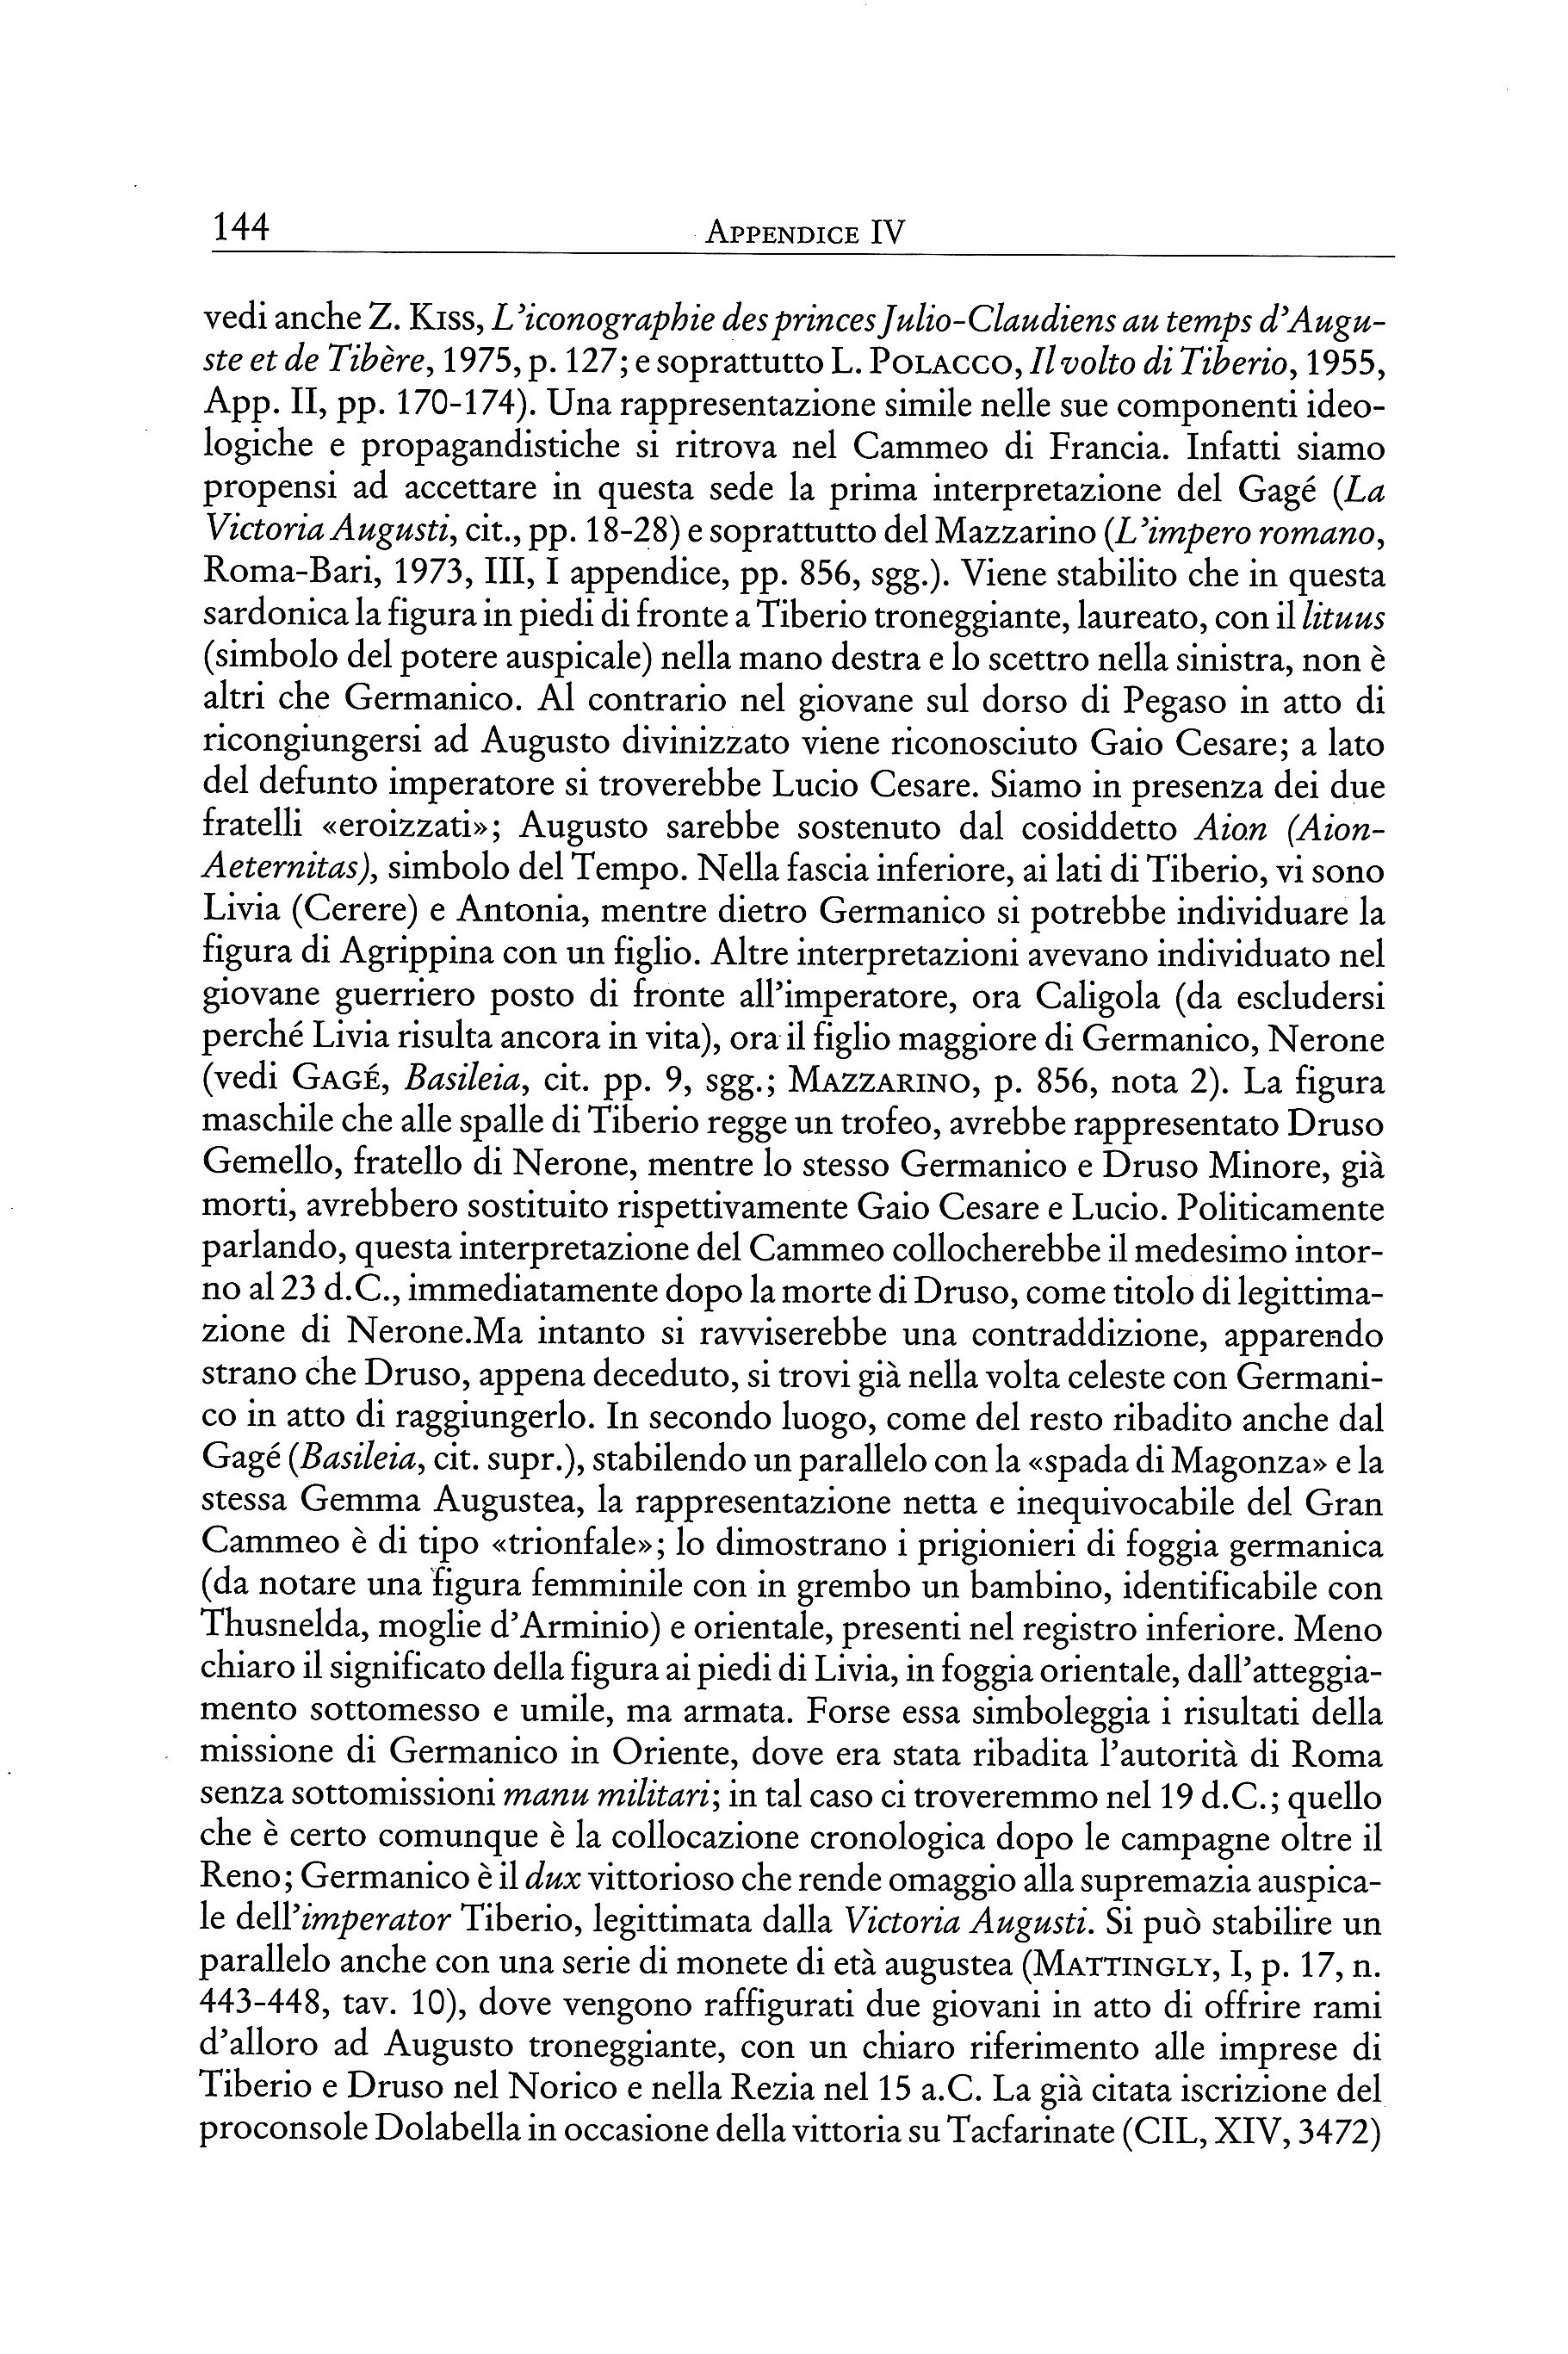 144
APPENDICE IV
vedi anche Z. KISS, L'iconographie des princes Julio-Claudiens au temps d'Augu-
ste et de Tibère, 1975, p. 127; e soprattutto L. POLACCO, Il volto di Tiberio, 1955,
App. II, pp. 170-174). Una rappresentazione simile nelle sue componenti ideo-
logiche e propagandistiche si ritrova nel Cammeo di Francia. Infatti siamo
propensi ad accettare in questa sede la prima interpretazione del Gagé (La
Victoria Augusti, cit., pp. 18-28) e soprattutto del Mazzarino (L'impero romano,
Roma-Bari, 1973, III, I appendice, pp. 856, sgg.). Viene stabilito che in questa
sardonica la figura in piedi di fronte a Tiberio troneggiante, laureato, con il lituus
(simbolo del potere auspicale) nella mano destra e lo scettro nella sinistra, non è
altri che Germanico. Al contrario nel giovane sul dorso di Pegaso in atto di
ricongiungersi ad Augusto divinizzato viene riconosciuto Gaio Cesare; a lato
del defunto imperatore si troverebbe Lucio Cesare. Siamo in presenza dei due
fratelli «eroizzati»; Augusto sarebbe sostenuto dal cosiddetto Aion (Aion-
Aeternitas), simbolo del Tempo. Nella fascia inferiore, ai lati di Tiberio, vi sono
Livia (Cerere) e Antonia, mentre dietro Germanico si potrebbe individuare la
figura di Agrippina con un figlio. Altre interpretazioni avevano individuato nel
giovane guerriero posto di fronte all'imperatore, ora Caligola (da escludersi
perché Livia risulta ancora in vita), ora il figlio maggiore di Germanico, Nerone
(vedi GAGÉ, Basileia, cit. pp. 9, sgg.; MAZZARINO, p. 856, nota 2). La figura
maschile che alle spalle di Tiberio regge un trofeo, avrebbe rappresentato Druso
Gemello, fratello di Nerone, mentre lo stesso Germanico e Druso Minore, già
morti, avrebbero sostituito rispettivamente Gaio Cesare e Lucio. Politicamente
parlando, questa interpretazione del Cammeo collocherebbe il medesimo intor-
no al 23 d.C., immediatamente dopo la morte di Druso, come titolo di legittima-
zione di Nerone.Ma intanto si ravviserebbe una contraddizione, apparendo
strano che Druso, appena deceduto, si trovi già nella volta celeste con Germani-
co in atto di raggiungerlo. In secondo luogo, come del resto ribadito anche dal
Gagé (Basileia, cit. supr.), stabilendo un parallelo con la «spada di Magonza» e la
stessa Gemma Augustea, la rappresentazione netta e inequivocabile del Gran
Cammeo è di tipo «trionfale»; lo dimostrano i prigionieri di foggia germanica
(da notare una figura femminile con in grembo un bambino, identificabile con
Thusnelda, moglie d'Arminio) e orientale, presenti nel registro inferiore. Meno
chiaro il significato della figura ai piedi di Livia, in foggia orientale, dall'atteggia-
mento sottomesso e umile, ma armata. Forse essa simboleggia i risultati della
missione di Germanico in Oriente, dove era stata ribadita l'autorità di Roma
senza sottomissioni manu militari; in tal caso ci troveremmo nel 19 d.C.; quello
che è certo comunque è la collocazione cronologica dopo le campagne oltre il
Reno; Germanico è il dux vittorioso che rende omaggio alla supremazia auspica-
le dell'imperator Tiberio, legittimata dalla Victoria Augusti. Si può stabilire un
parallelo anche con una serie di monete di età augustea (MATTINGLY, I, p. 17, n.
443-448, tav. 10), dove vengono raffigurati due giovani in atto di offrire rami
d'alloro ad Augusto troneggiante, con un chiaro riferimento alle imprese di
Tiberio e Druso nel Norico e nella Rezia nel 15 a.C. La già citata iscrizione del
proconsole Dolabella in occasione della vittoria su Tacfarinate (CIL, XIV, 3472)